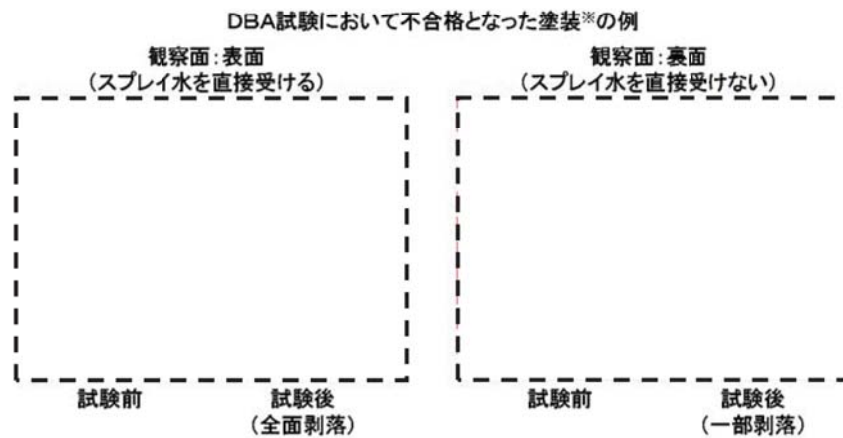 DBA試験において不合格となった塗装※の例
観察面：表面
（スプレイ水を直接受ける）
観察面：裏面
（スプレイ水を直接受けない）
試験前
試験後
（全面剥落）
試験前
試験後
（一部剥落）